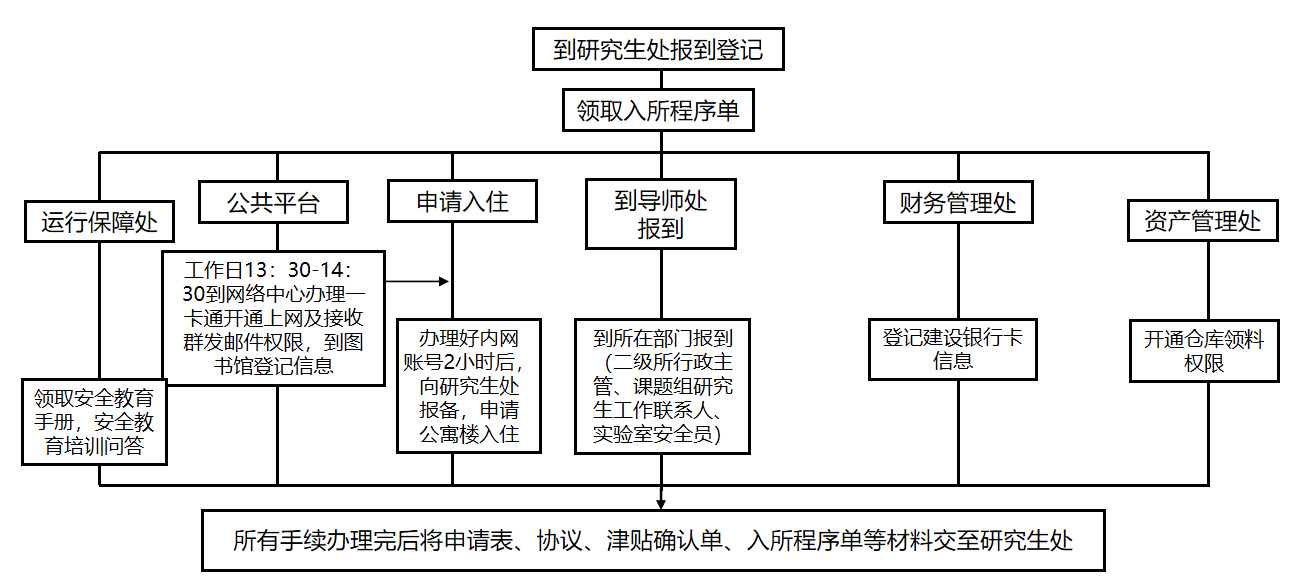 到研究生处报到登记
领取入所程序单
运行保障处
领取安全教育
手册，安全教
育培训问答
公共平台
工作日13：30-14：
30到网络中心办理一
卡通开通上网及接收
群发邮件权限，到图
书馆登记信息
申请入住
办理好内网
账号2小时后，
向研究生处
报备，申请
公寓楼入住
到导师处
报到
到所在部门报到
（二级所行政主
管、课题组研究
生工作联系人、
实验室安全员）
财务管理处
登记建设银行卡
信息
资产管理处
开通仓库领料
权限
所有手续办理完后将申请表、协议、津贴确认单、入所程序单等材料交至研究生处